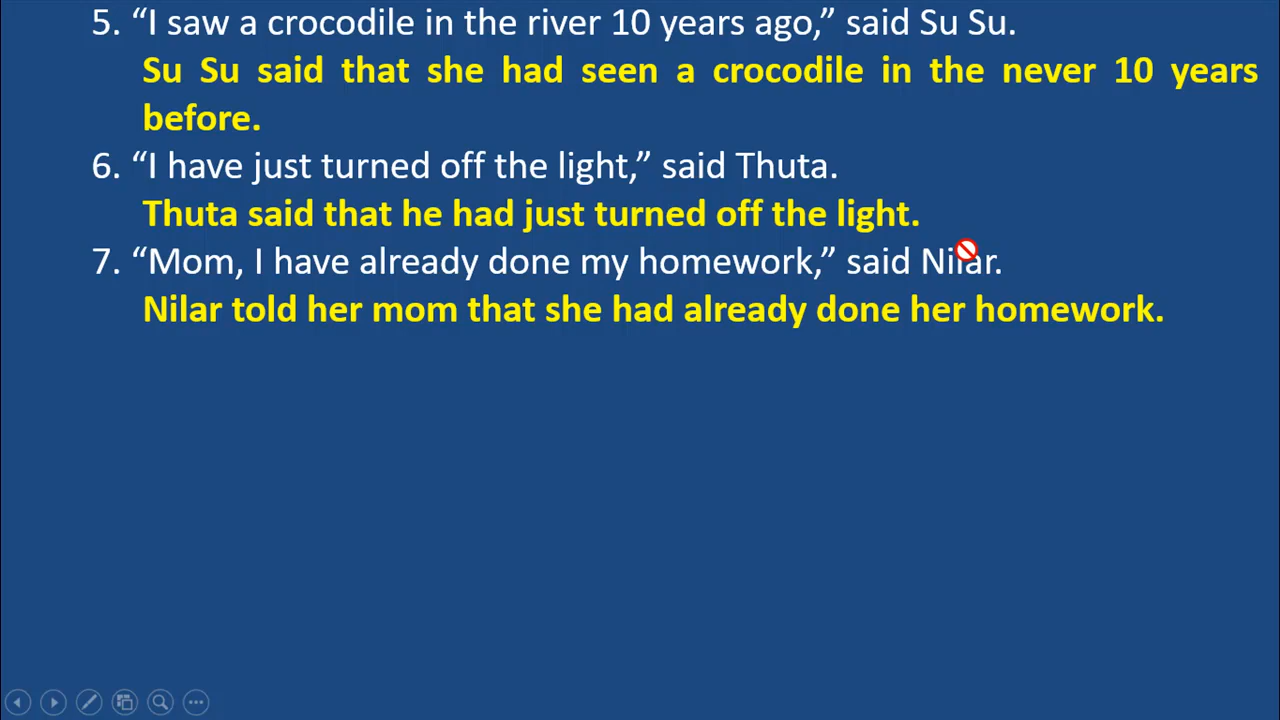 5. “I saw a crocodile in the river 10 years ago,” said Su Su.
Su Su said that she had seen a crocodile in the never 10 years
before.
6. “I have just turned off the light,” said Thuta.
Thuta said that he had just turned off the light.
7. “Mom, I have already done my homework,” said Nilar.
Nilar told her mom that she had already done her homework.